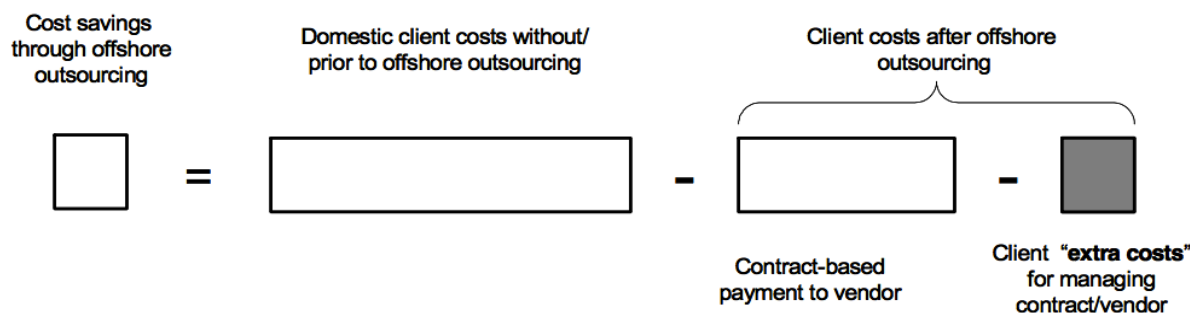 Cost savings
through offshore
outsourcing
Domestic client costs without/
prior to offshore outsourcing
Client costs after offshore
outsourcing
=
-
-
Contract-based
payment to vendor
Client “extra costs”
for managing
contract/vendor